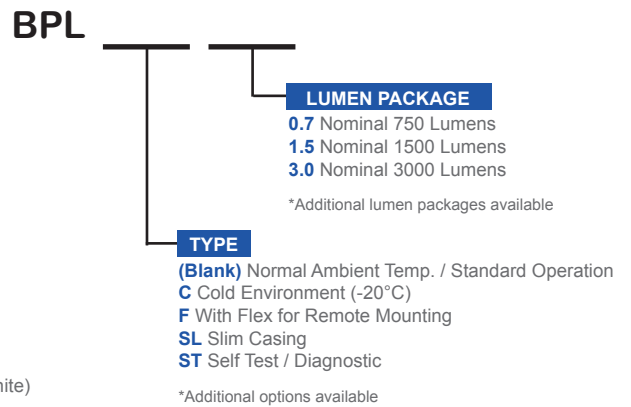 BPL
LUMEN PACKAGE
0.7 Nominal 750 Lumens
1.5 Nominal 1500 Lumens
3.0 Nominal 3000 Lumens
*Additional lumen packages available
TYPE
(Blank) Normal Ambient Temp. / Standard Operation
C Cold Environment (-20°C)
F With Flex for Remote Mounting
SL Slim Casing
ST Self Test / Diagnostic
*Additional options available